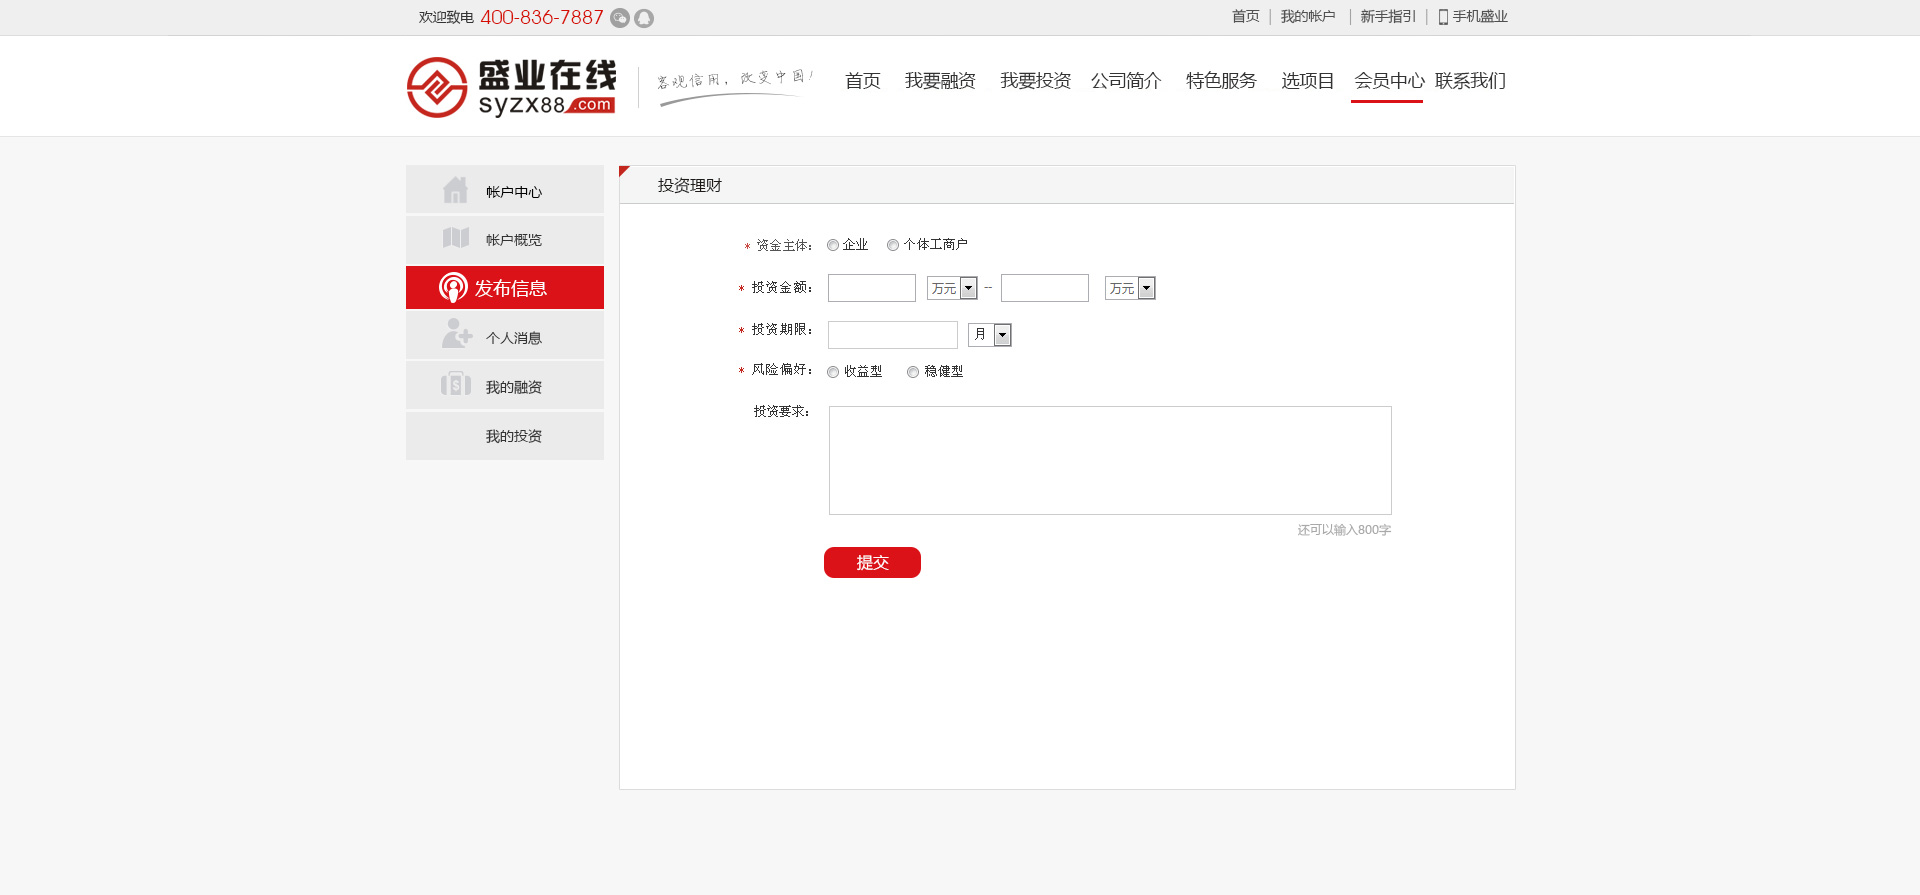 欢迎致电 400-836-7887
首页 | 我的帐户 | 新手指引 | 手机盛业
盛业在线
syzx88.com
客观信用，改变中国！
首页 我要融资 我要投资 公司简介 特色服务 选项目 会员中心 联系我们
帐户中心
帐户概览
发布信息
个人消息
我的融资
我的投资
投资理财
* 资金主体： 企业 个体工商户
* 投资金额： 万元 -- 万元
* 投资期限： 月
* 风险偏好： 收益型 稳健型
投资要求：
还可以输入800字
提交